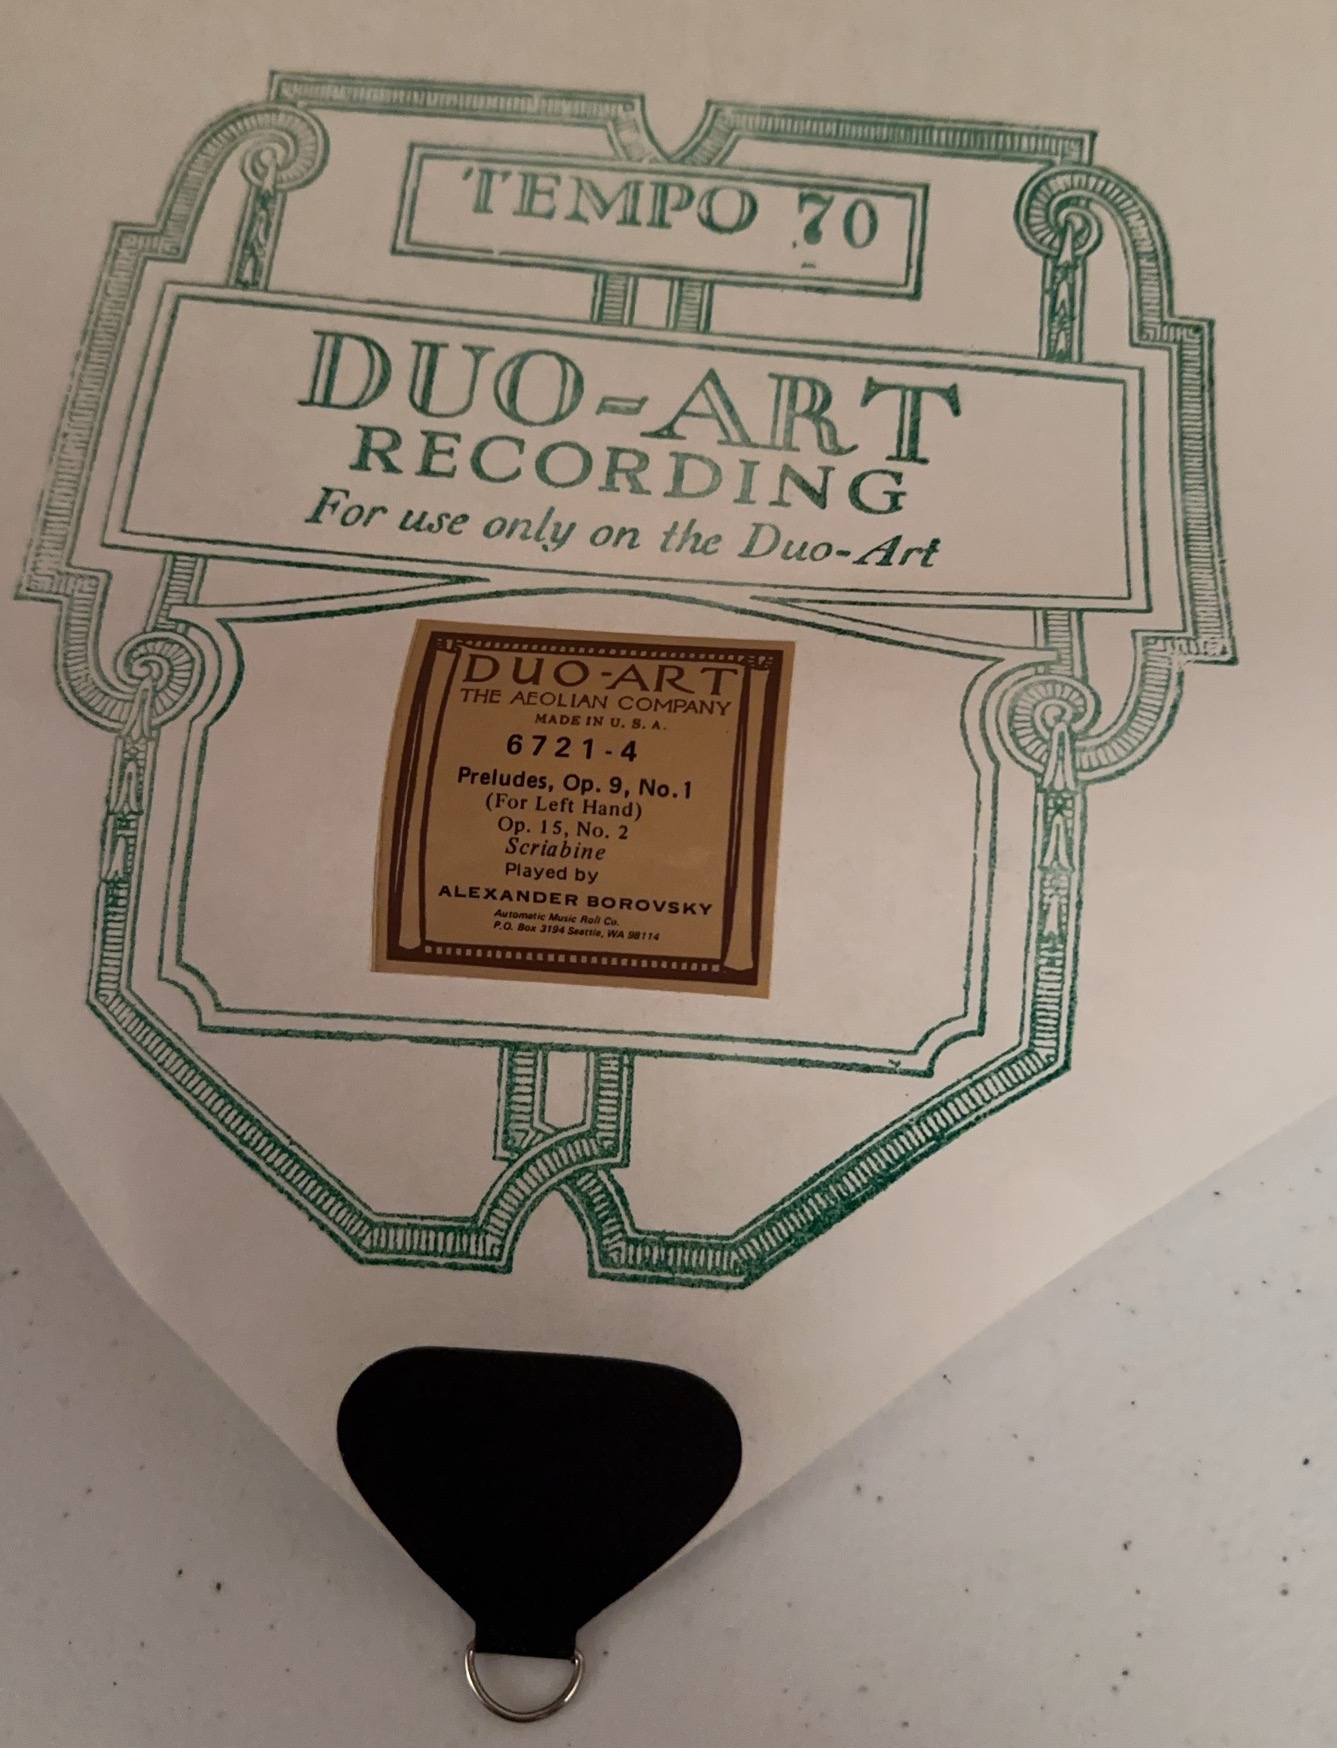 TEMPO 70
DUO-ART
RECORDING
For use only on the Duo-Art
DUO-ART
THE AEOLIAN COMPANY
MADE IN U. S. A.
6721-4
Preludes, Op. 9, No. 1
(For Left Hand)
Op. 15, No. 2
Scriabine
Played by
ALEXANDER BOROVSKY
Automatic Music Roll Co.
P.O. Box 3194 Seattle, WA 98114